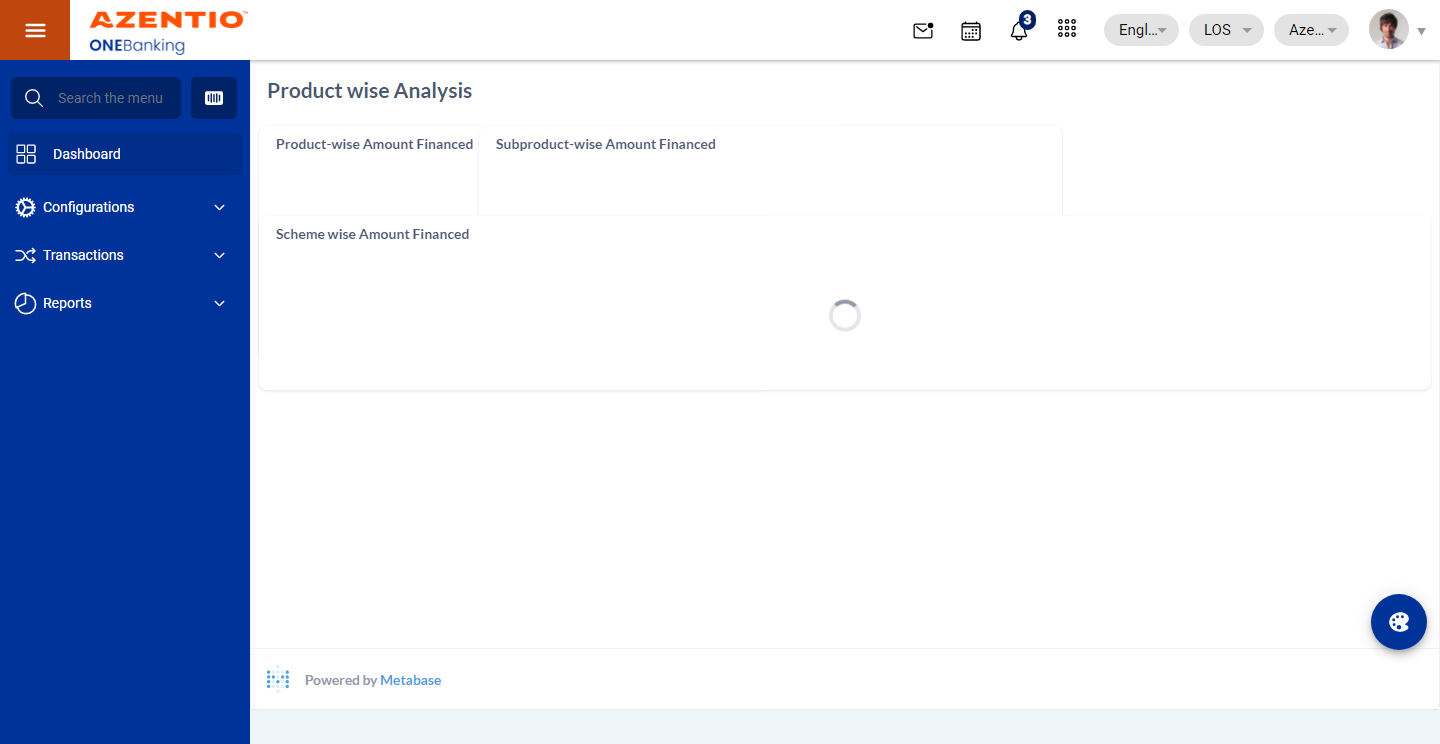 AZENTIO™
ONEBanking
3
Engl...
LOS
Aze...
Search the menu
Dashboard
Configurations
Transactions
Reports
Product wise Analysis
Product-wise Amount Financed
Subproduct-wise Amount Financed
Scheme wise Amount Financed
Powered by Metabase